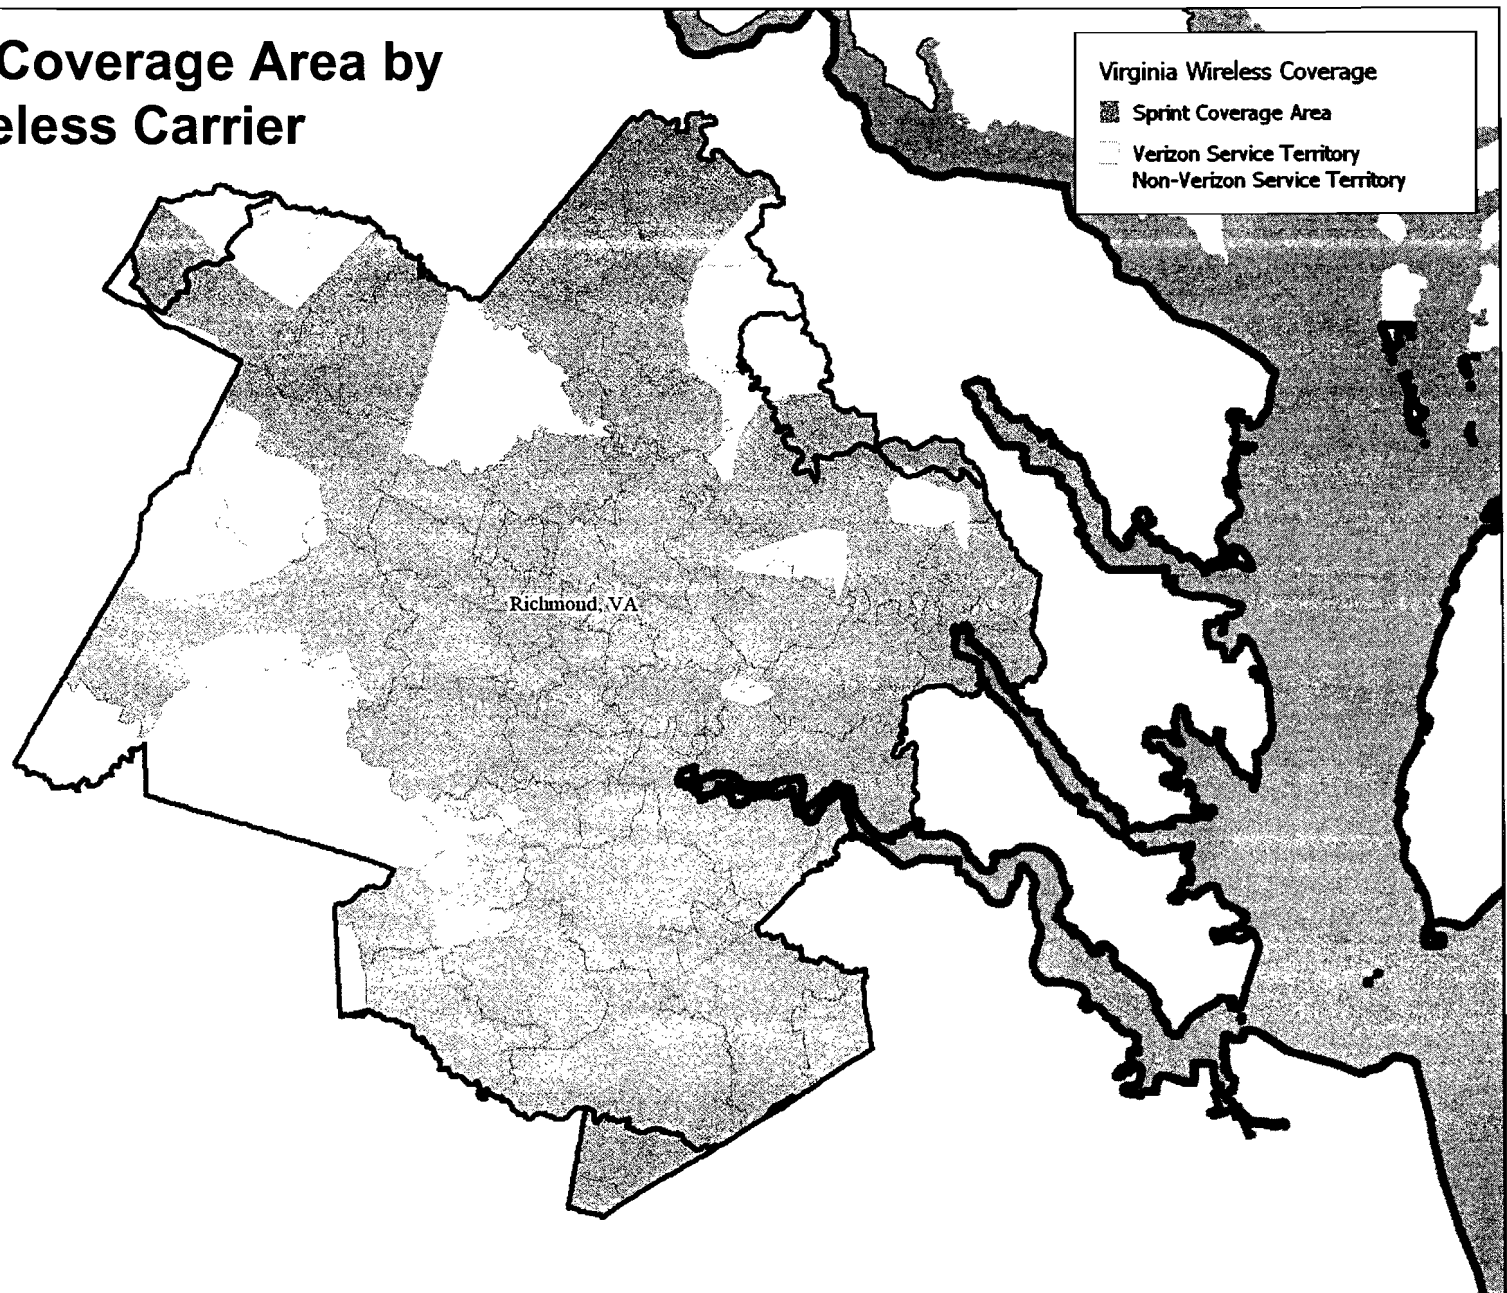 Coverage Area by
eless Carrier
Virginia Wireless Coverage
Sprint Coverage Area
Verizon Service Territory
Non-Verizon Service Territory
Richmond, VA